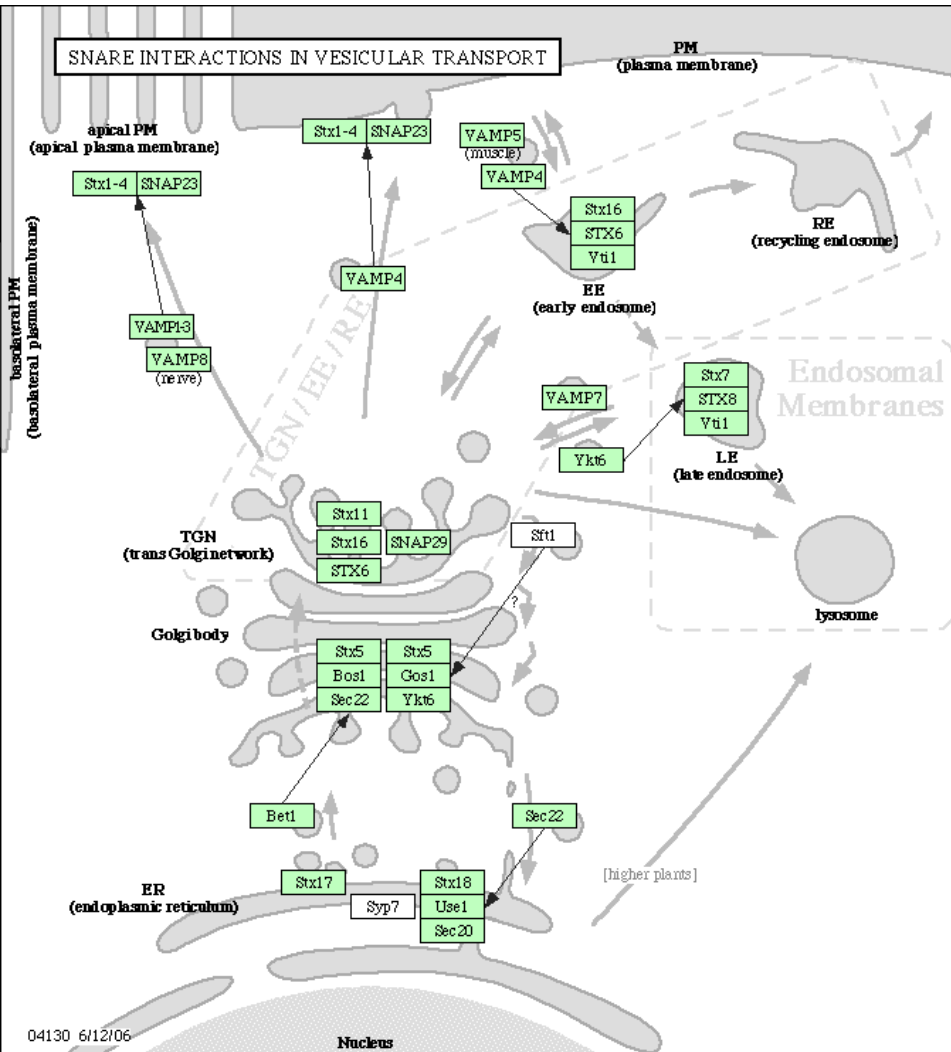 SNARE INTERACTIONS IN VESICULAR TRANSPORT
PM
(plasma membrane)
apical PM
(apical plasma membrane)
Stx1-4
SNAP23
Stx1-4
SNAP23
VAMP5
(muscle)
VAMP4
Stx16
STX6
Vti1
EE
(early endosome)
RE
(recycling endosome)
basolateral PM
(basolateral plasma membrane)
VAMP4
VAMP1-3
VAMP8
(nerve)
TGN/EE/RE
VAMP7
Ykt6
Stx7
STX8
Vti1
LE
(late endosome)
Endosomal
Membranes
TGN
(trans Golgi network)
Stx11
Stx16
SNAP29
STX6
Sft1
?
lysosome
Golgi body
Stx5
Bos1
Sec22
Stx5
Gos1
Ykt6
Bet1
Sec22
[higher plants]
ER
(endoplasmic reticulum)
Stx17
Syp7
Stx18
Use1
Sec20
04130 6/12/06
Nucleus